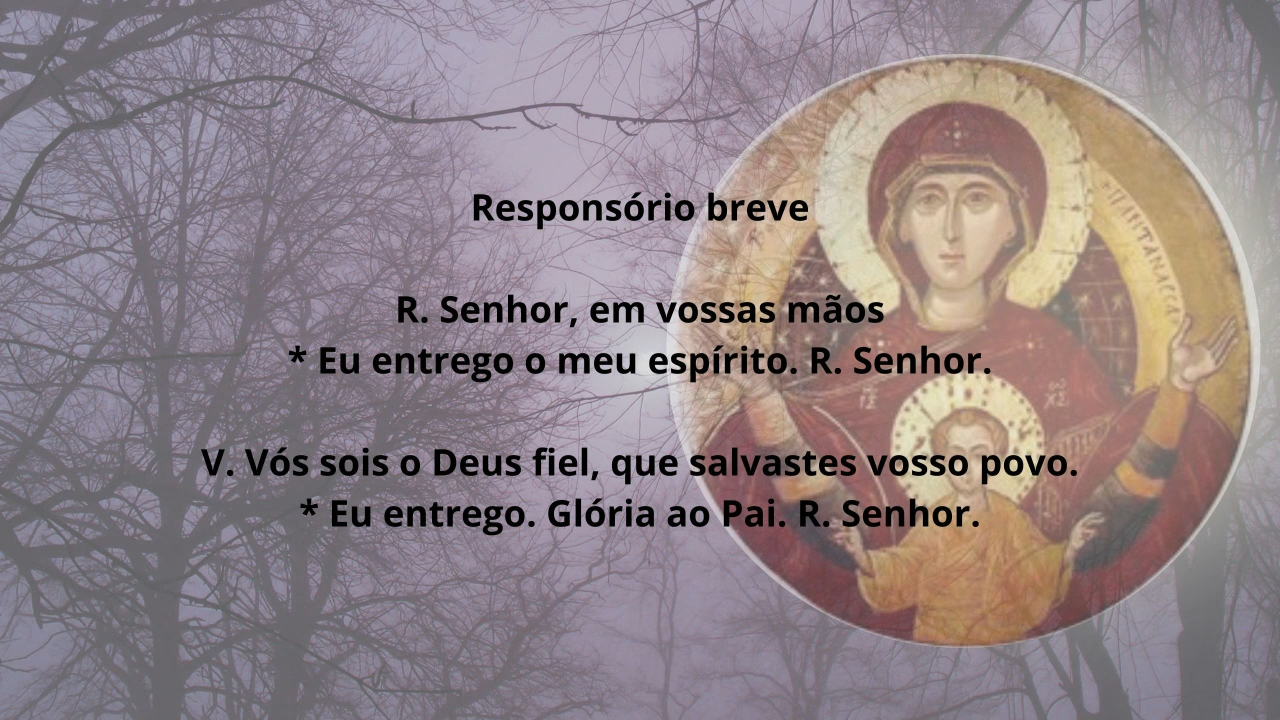 Responsório breve
R. Senhor, em vossas mãos
* Eu entrego o meu espírito. R. Senhor.
V. Vós sois o Deus fiel, que salvastes vosso povo.
* Eu entrego. Glória ao Pai. R. Senhor.